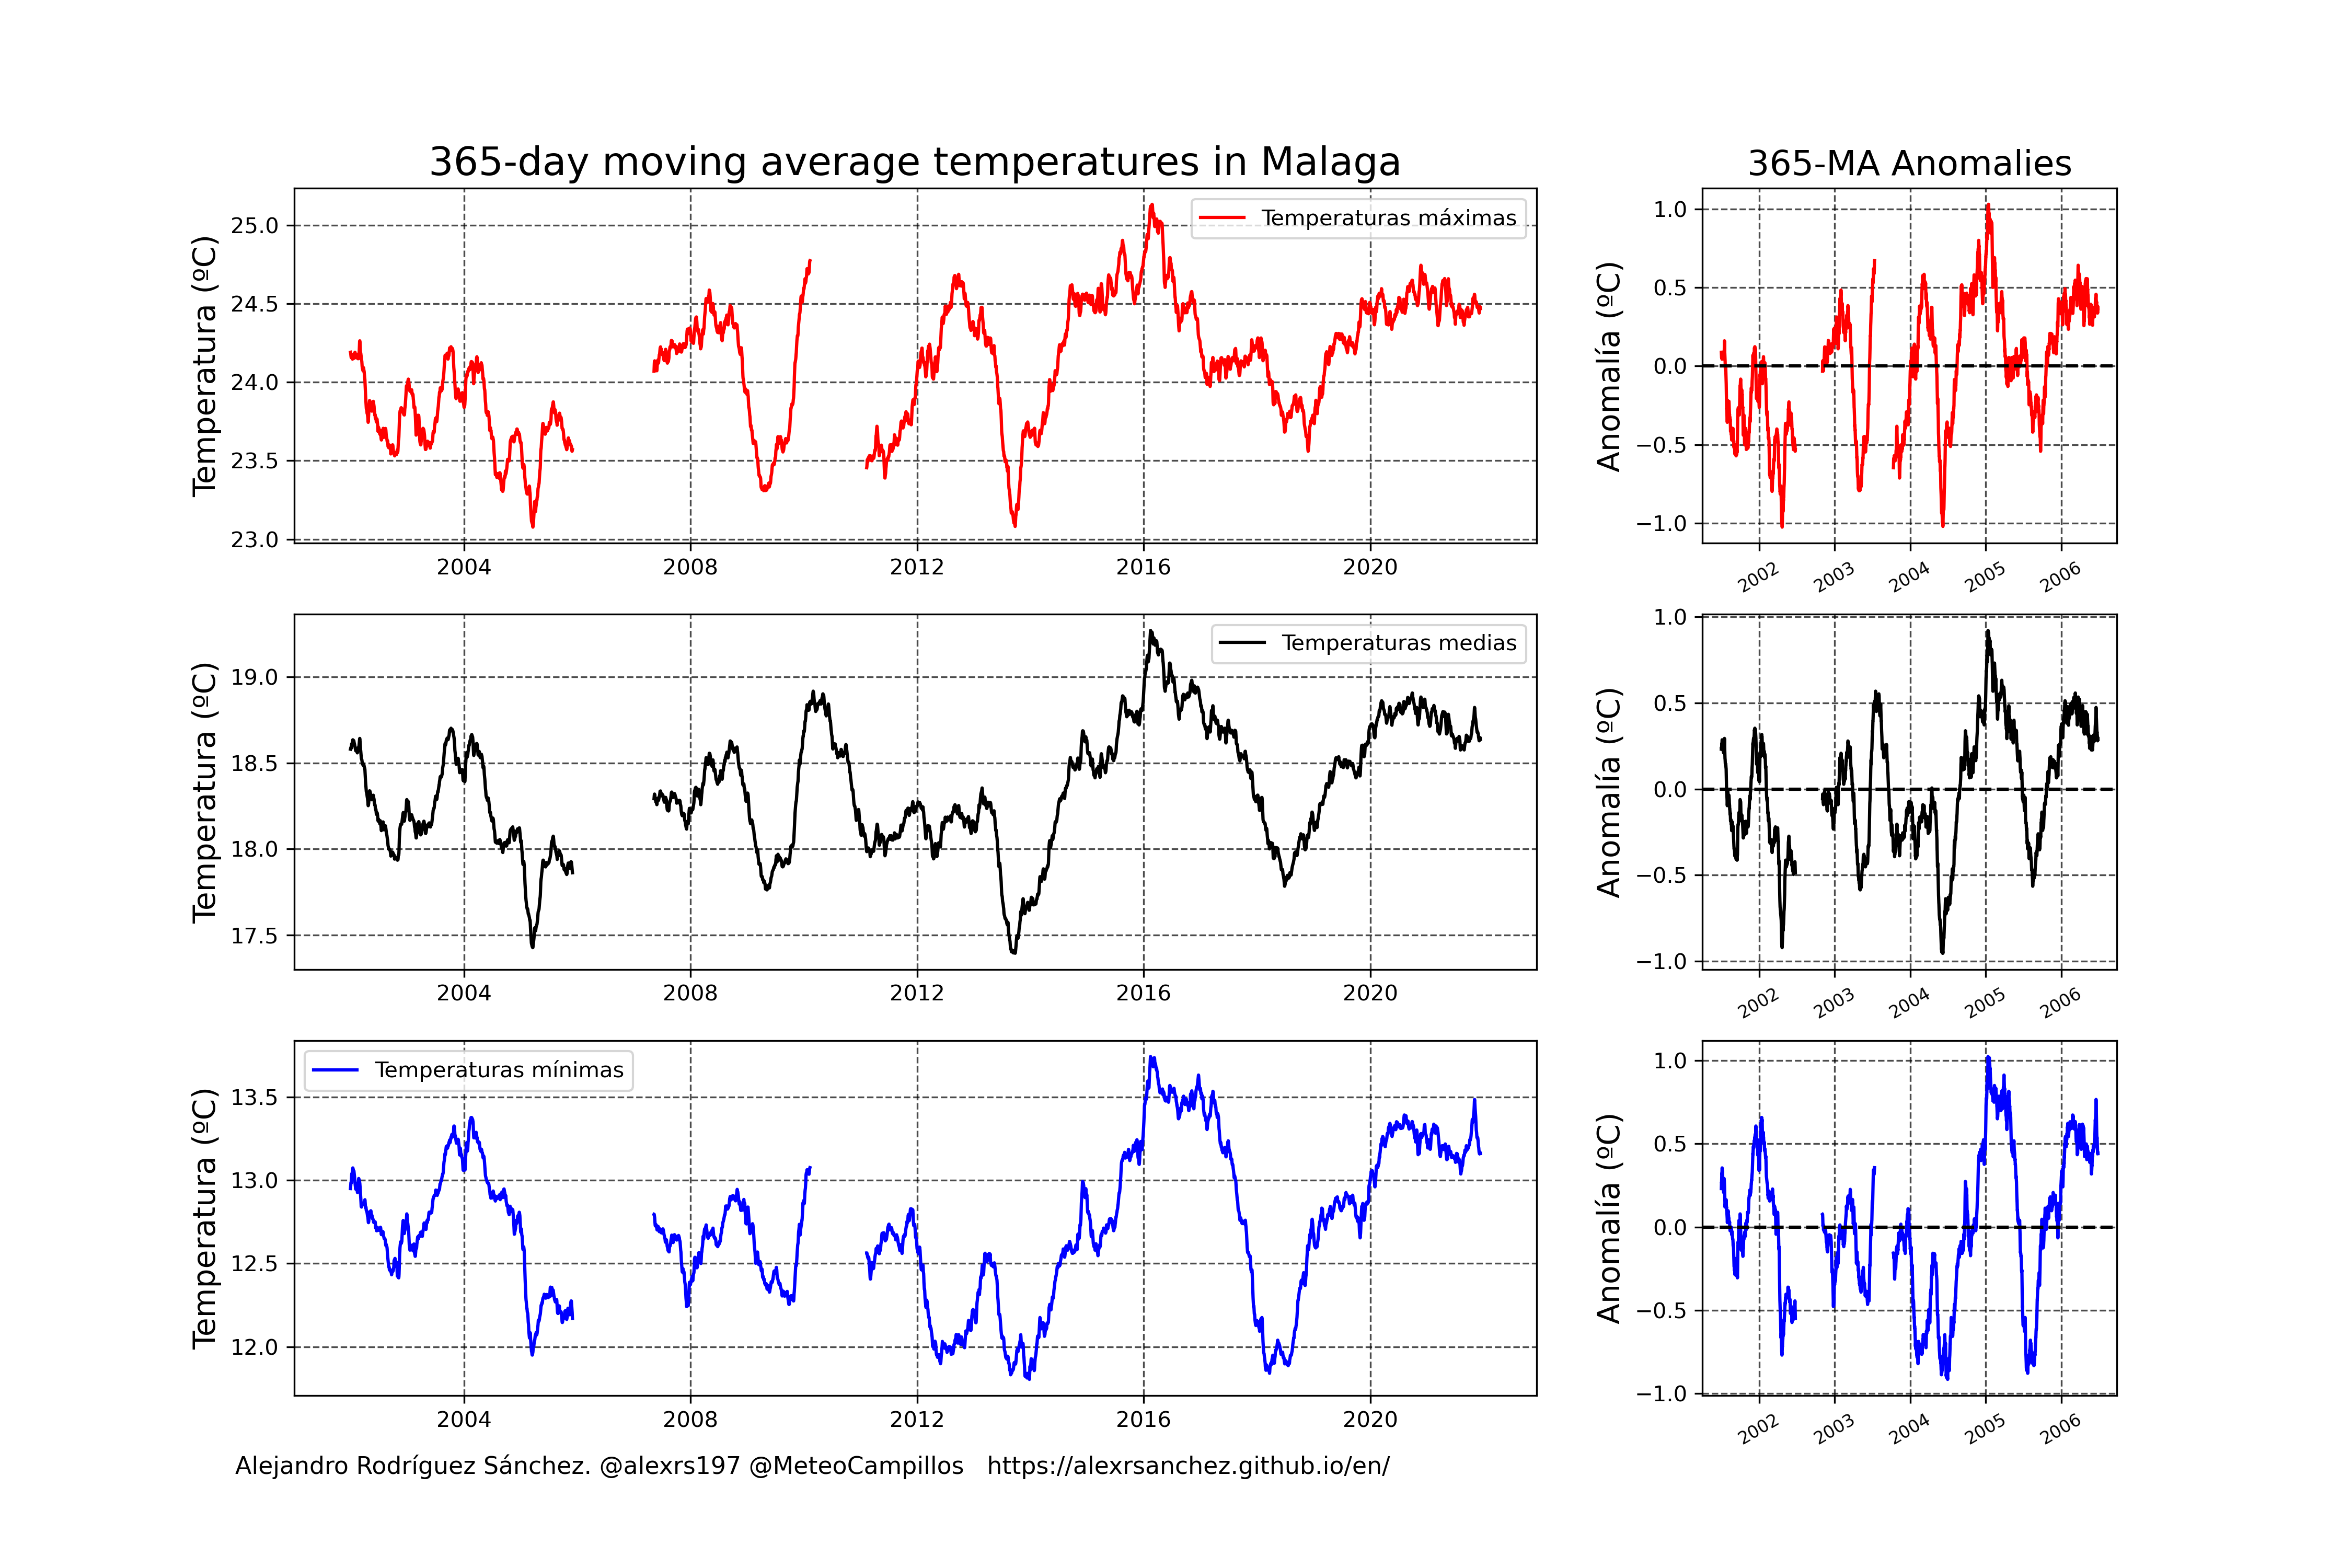 365-day moving average temperatures in Malaga
365-MA Anomalies
Temperatura (ºC)
25.0
24.5
24.0
23.5
23.0
Temperaturas máximas
2004 2008 2012 2016 2020
Anomalía (ºC)
1.0
0.5
0.0
−0.5
−1.0
2002 2003 2004 2005 2006
Temperatura (ºC)
19.0
18.5
18.0
17.5
Temperaturas medias
2004 2008 2012 2016 2020
Anomalía (ºC)
1.0
0.5
0.0
−0.5
−1.0
2002 2003 2004 2005 2006
Temperatura (ºC)
13.5
13.0
12.5
12.0
Temperaturas mínimas
2004 2008 2012 2016 2020
Anomalía (ºC)
1.0
0.5
0.0
−0.5
−1.0
2002 2003 2004 2005 2006
Alejandro Rodríguez Sánchez. @alexrs197 @MeteoCampillos https://alexrsanchez.github.io/en/